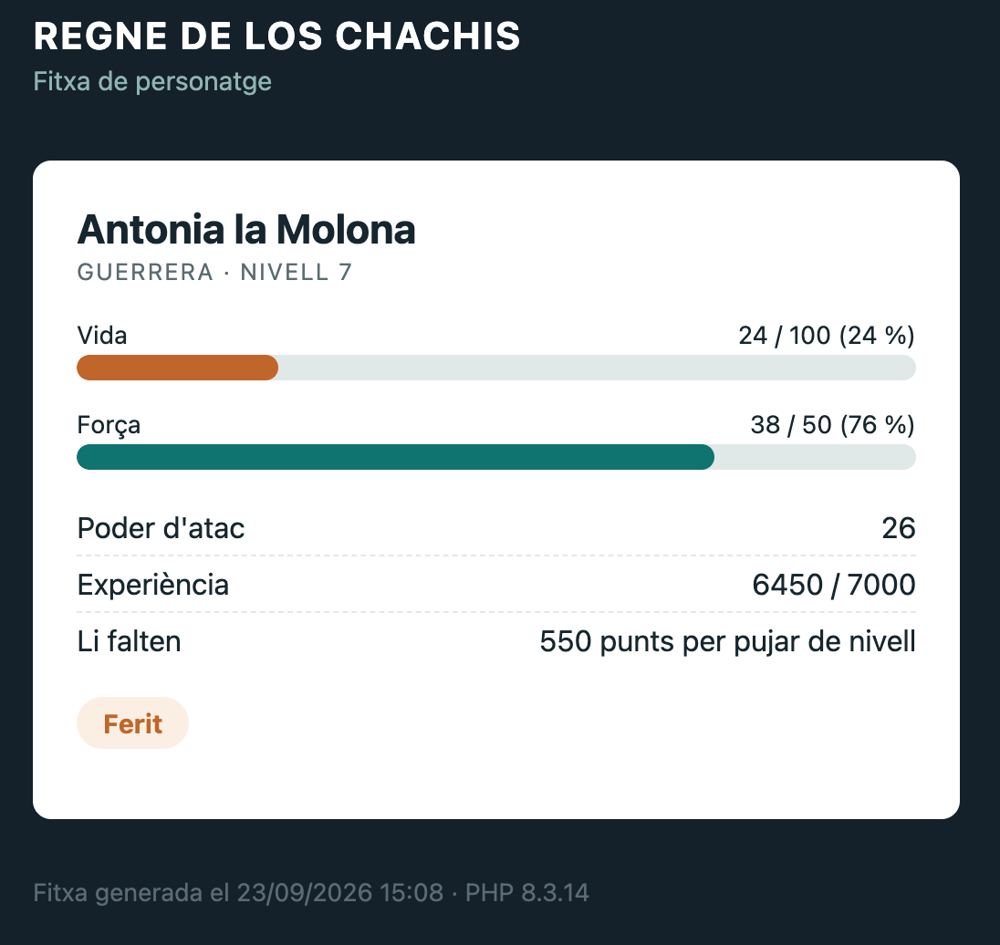 REGNE DE LOS CHACHIS
Fitxa de personatge
Antonia la Molona
GUERRERA · NIVELL 7
Vida 24 / 100 (24 %)
Força 38 / 50 (76 %)
Poder d'atac 26
Experiència 6450 / 7000
Li falten 550 punts per pujar de nivell
Ferit
Fitxa generada el 23/09/2026 15:08 · PHP 8.3.14